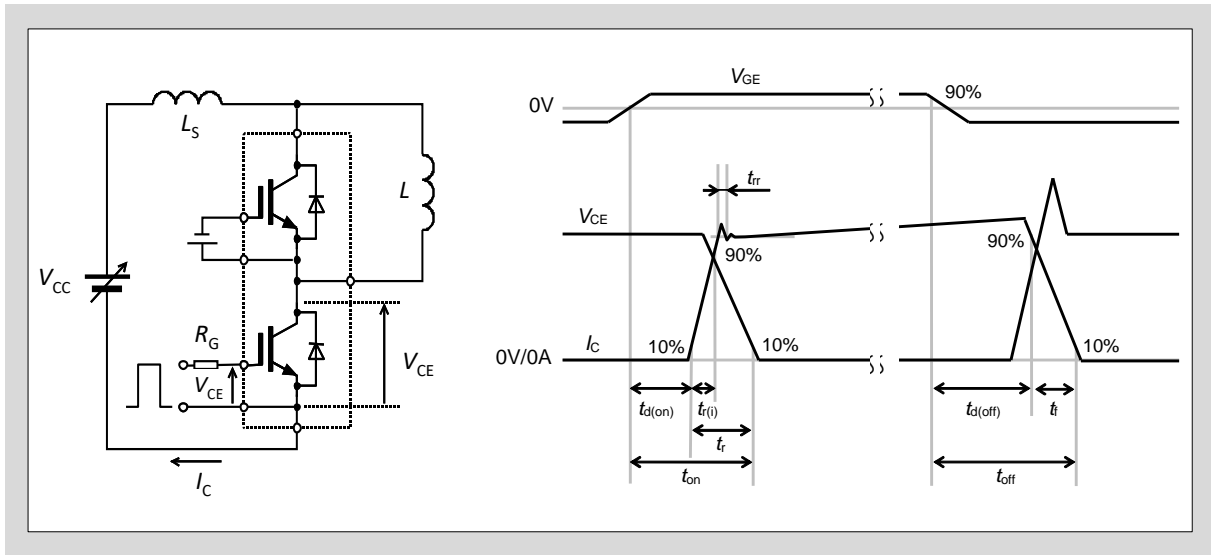 L_S
L
V_CC
R_G
V_CE
V_CE
I_C
V_GE
0V
90%
t_rr
V_CE
90%
90%
I_C
0V/0A
10%
10%
10%
t_d(on)
t_r(i)
t_d(off)
t_f
t_r
t_on
t_off